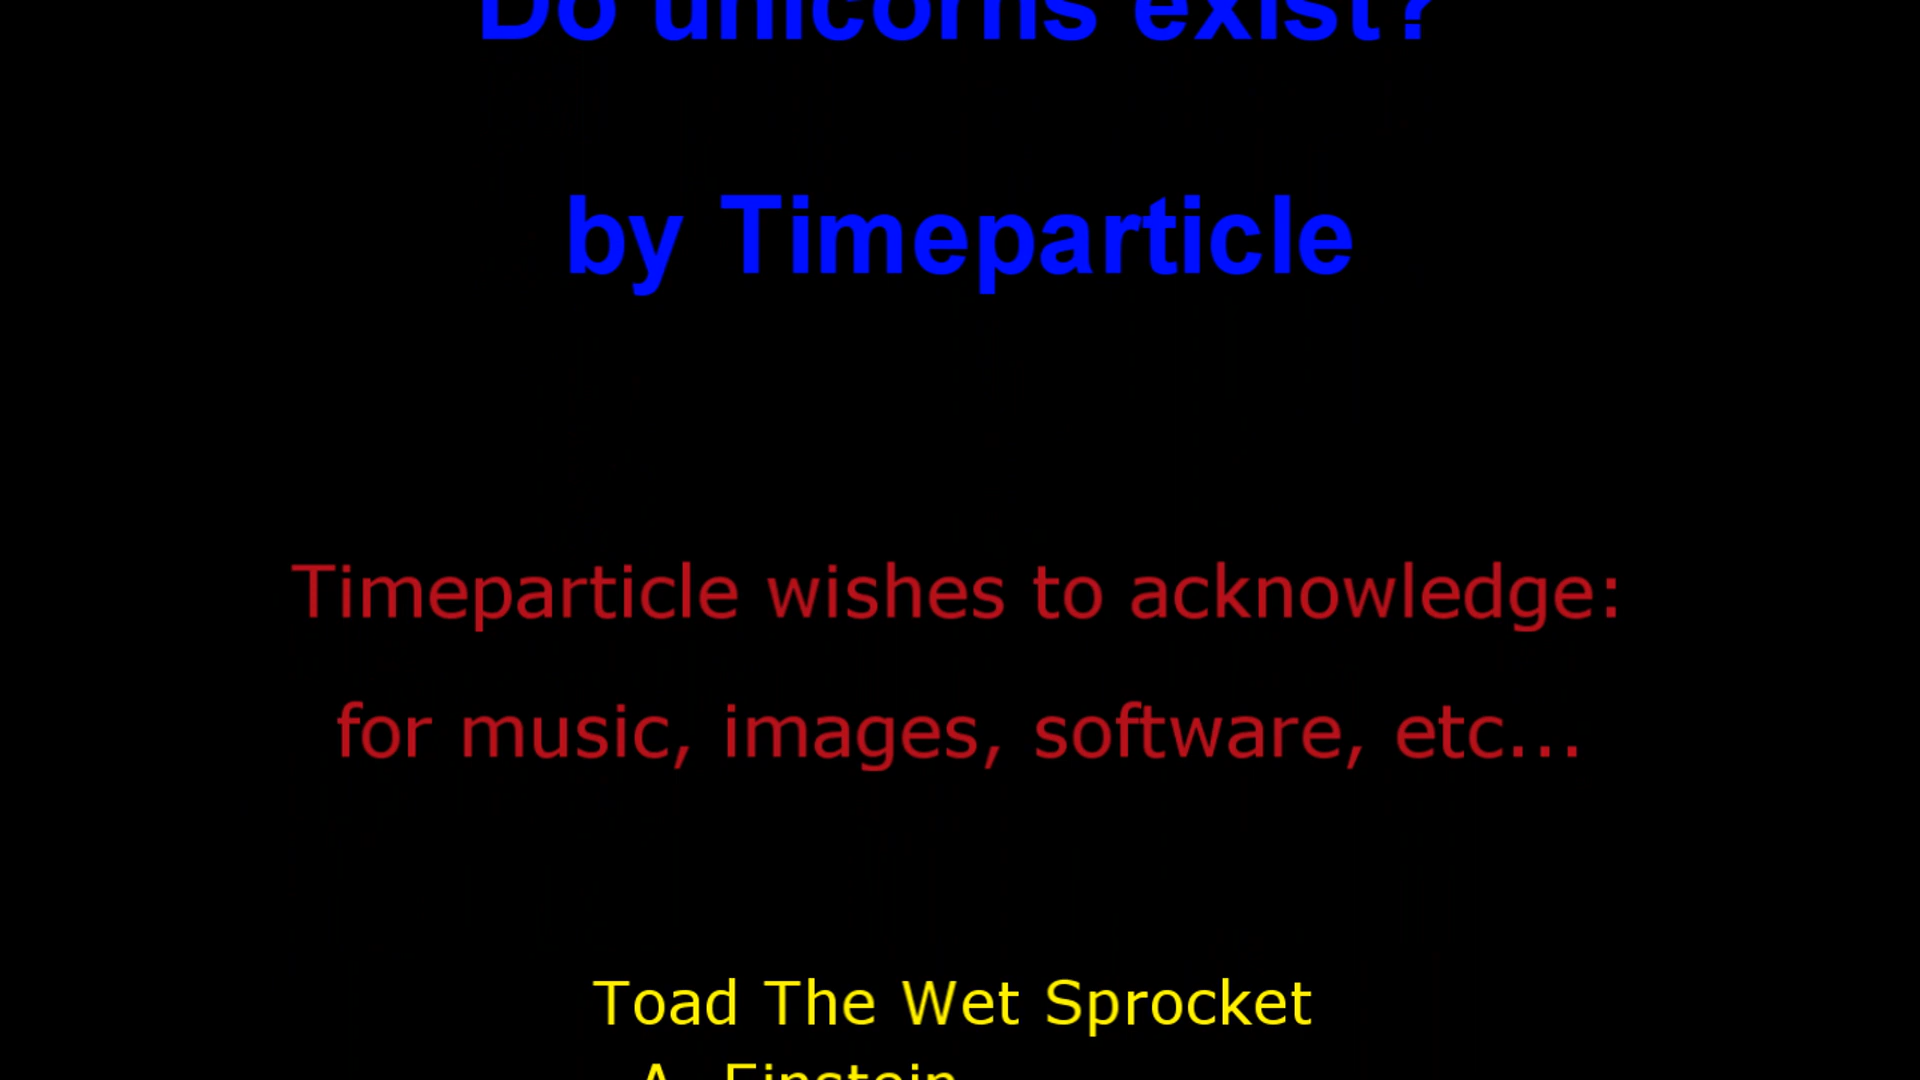 Do unicorns exist?
by Timeparticle
Timeparticle wishes to acknowledge:
for music, images, software, etc...
Toad The Wet Sprocket
A. Einstein